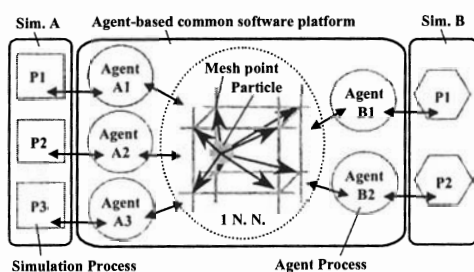 Sim. A
Agent-based common software platform
Sim. B
P1
Agent
A1
Mesh point
Particle
Agent
B1
P1
P2
Agent
A2
P3
Agent
A3
Agent
B2
P2
1 N. N.
Simulation Process
Agent Process